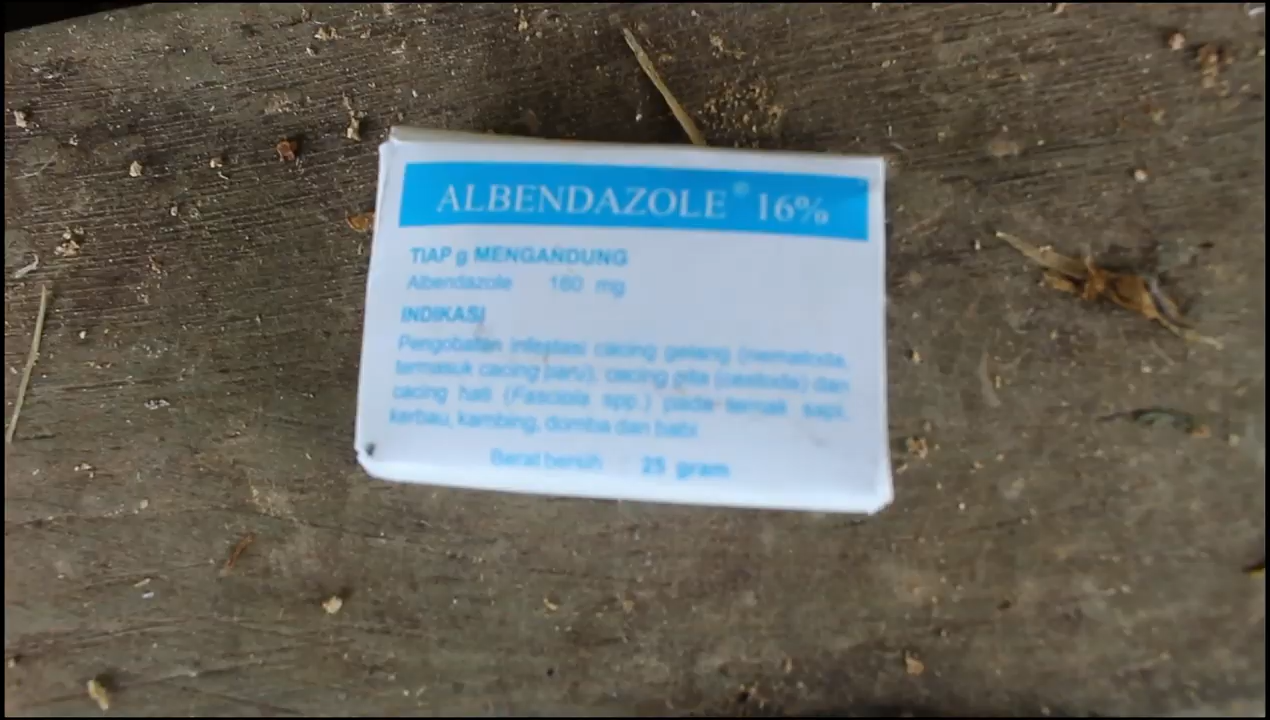 ALBENDAZOLE® 16%
TIAP g MENGANDUNG
Albendazole 160 mg
INDIKASI
Pengobatan infestasi cacing gelang (nematoda,
termasuk cacing paru), cacing pita (cestoda) dan
cacing hati (Fasciola spp.) pada ternak sapi,
kerbau, kambing, domba dan babi
Berat bersih 25 gram